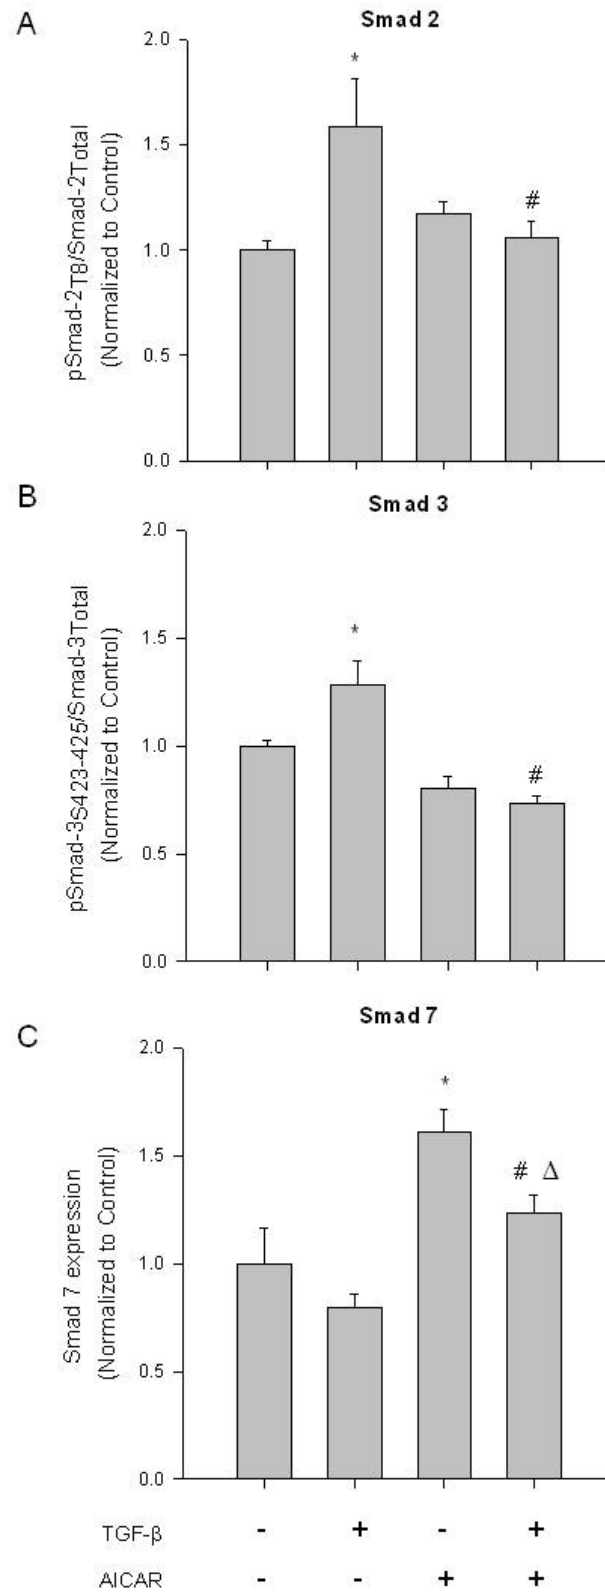 A
Smad 2
pSmad-2T8/Smad-2Total
(Normalized to Control)
2.0
1.5
1.0
0.5
0.0
*
#
B
Smad 3
pSmad-3S423-425/Smad-3Total
(Normalized to Control)
2.0
1.5
1.0
0.5
0.0
*
#
C
Smad 7
Smad 7 expression
(Normalized to Control)
2.0
1.5
1.0
0.5
0.0
*
# Δ
TGF-β - + - +
AICAR - - + +